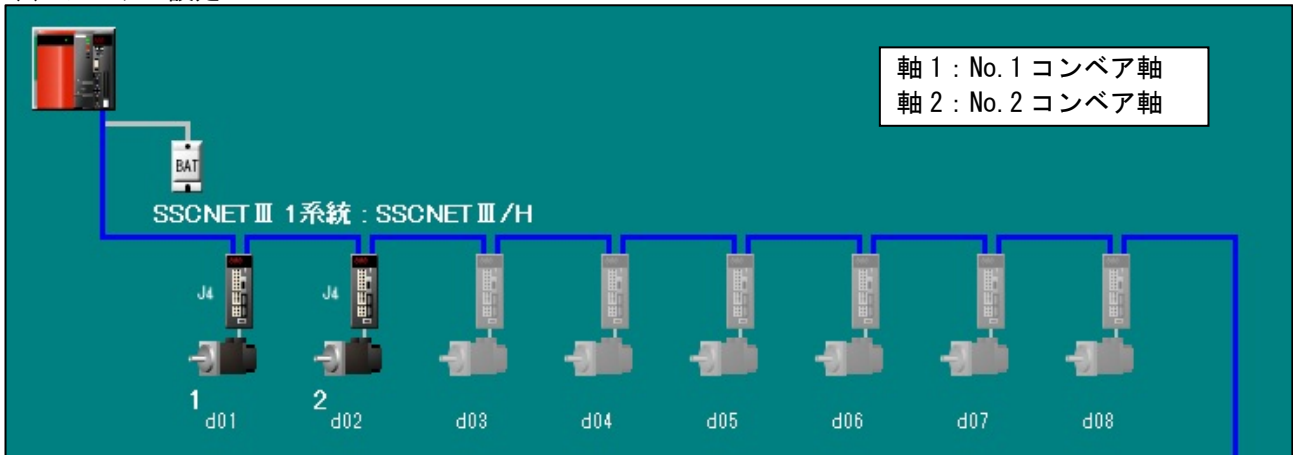 軸1：No.1コンベア軸
軸2：No.2コンベア軸
BAT
SSCNETⅢ 1系統：SSCNETⅢ/H
J4 J4
1 2
d01 d02 d03 d04 d05 d06 d07 d08